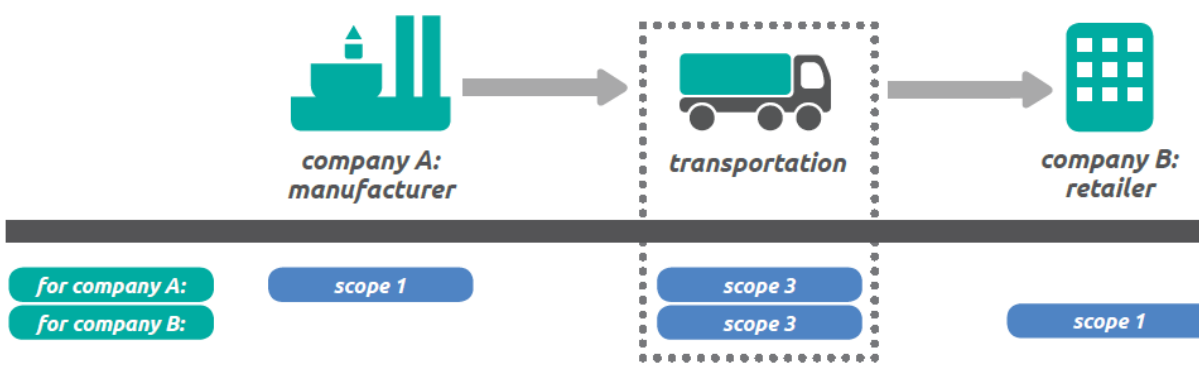 company A:
manufacturer
transportation
company B:
retailer
for company A:
scope 1
scope 3
for company B:
scope 3
scope 1